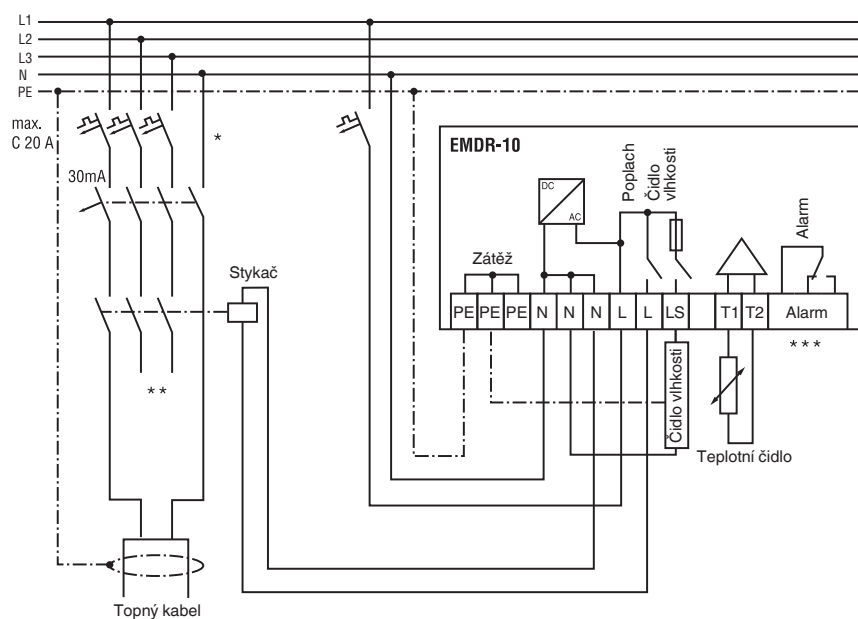 L1
L2
L3
N
PE
max.
C 20 A
*
30mA
Stykač
* *
Topný kabel
EMDR-10
DC
AC
Poplach
Čidlo
vlhkosti
Alarm
Zátěž
PE PE PE N N N L L LS T1 T2 Alarm
* * *
Čidlo vlhkosti
Teplotní čidlo